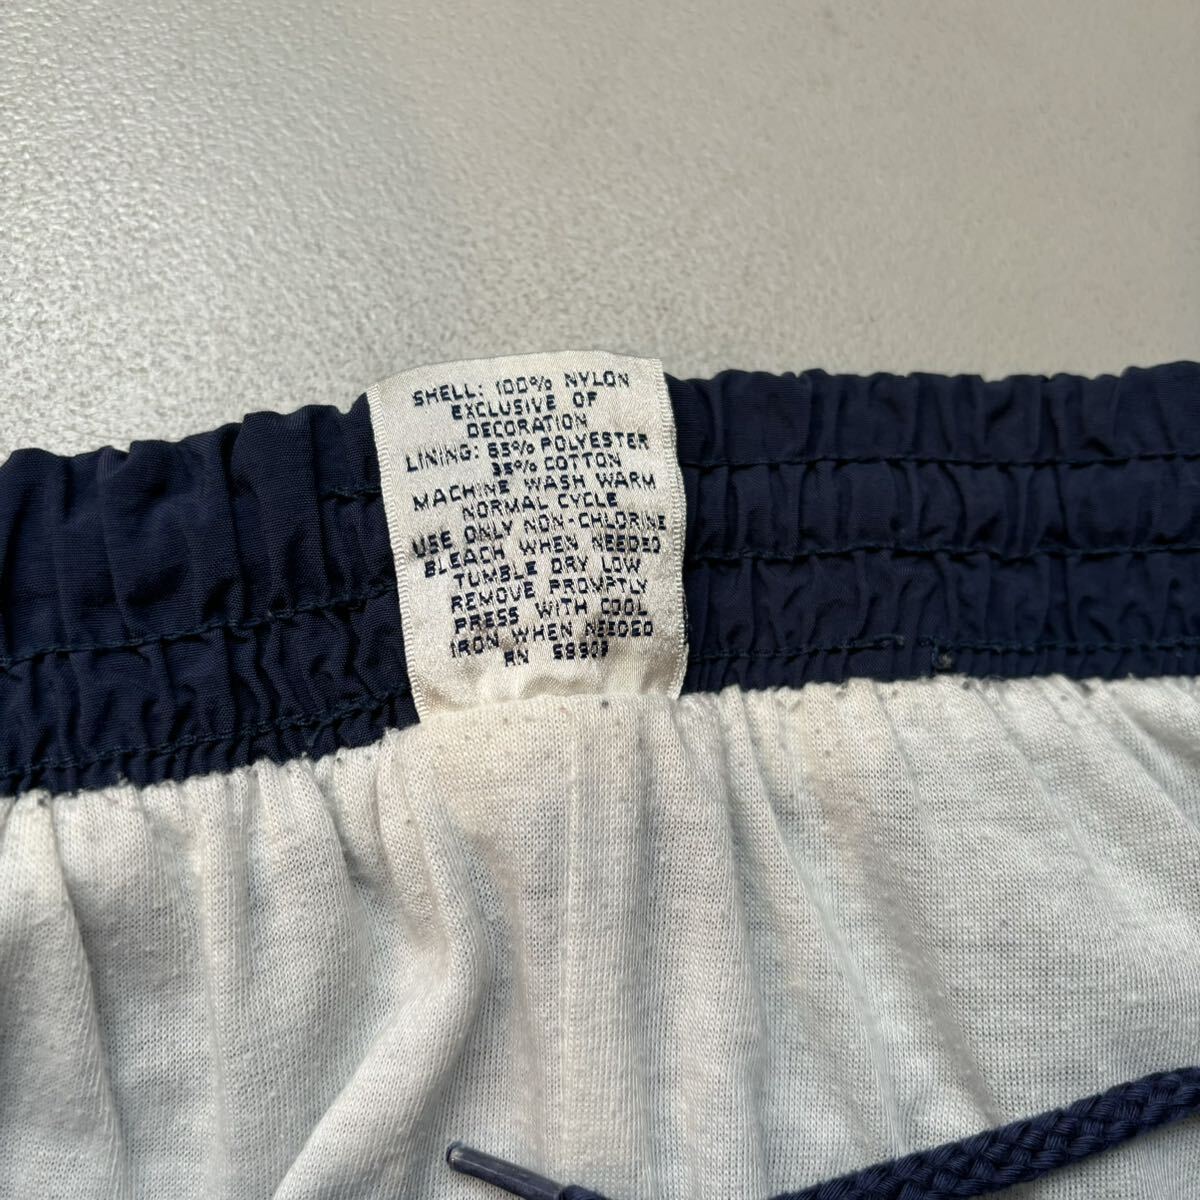 SHELL: 100% NYLON
EXCLUSIVE OF
DECORATION
LINING: 65% POLYESTER
35% COTTON
MACHINE WASH WARM
NORMAL CYCLE
USE ONLY NON-CHLORINE
BLEACH WHEN NEEDED
TUMBLE DRY LOW
REMOVE PROMPTLY
PRESS WITH COOL
IRON WHEN NEEDED
RN